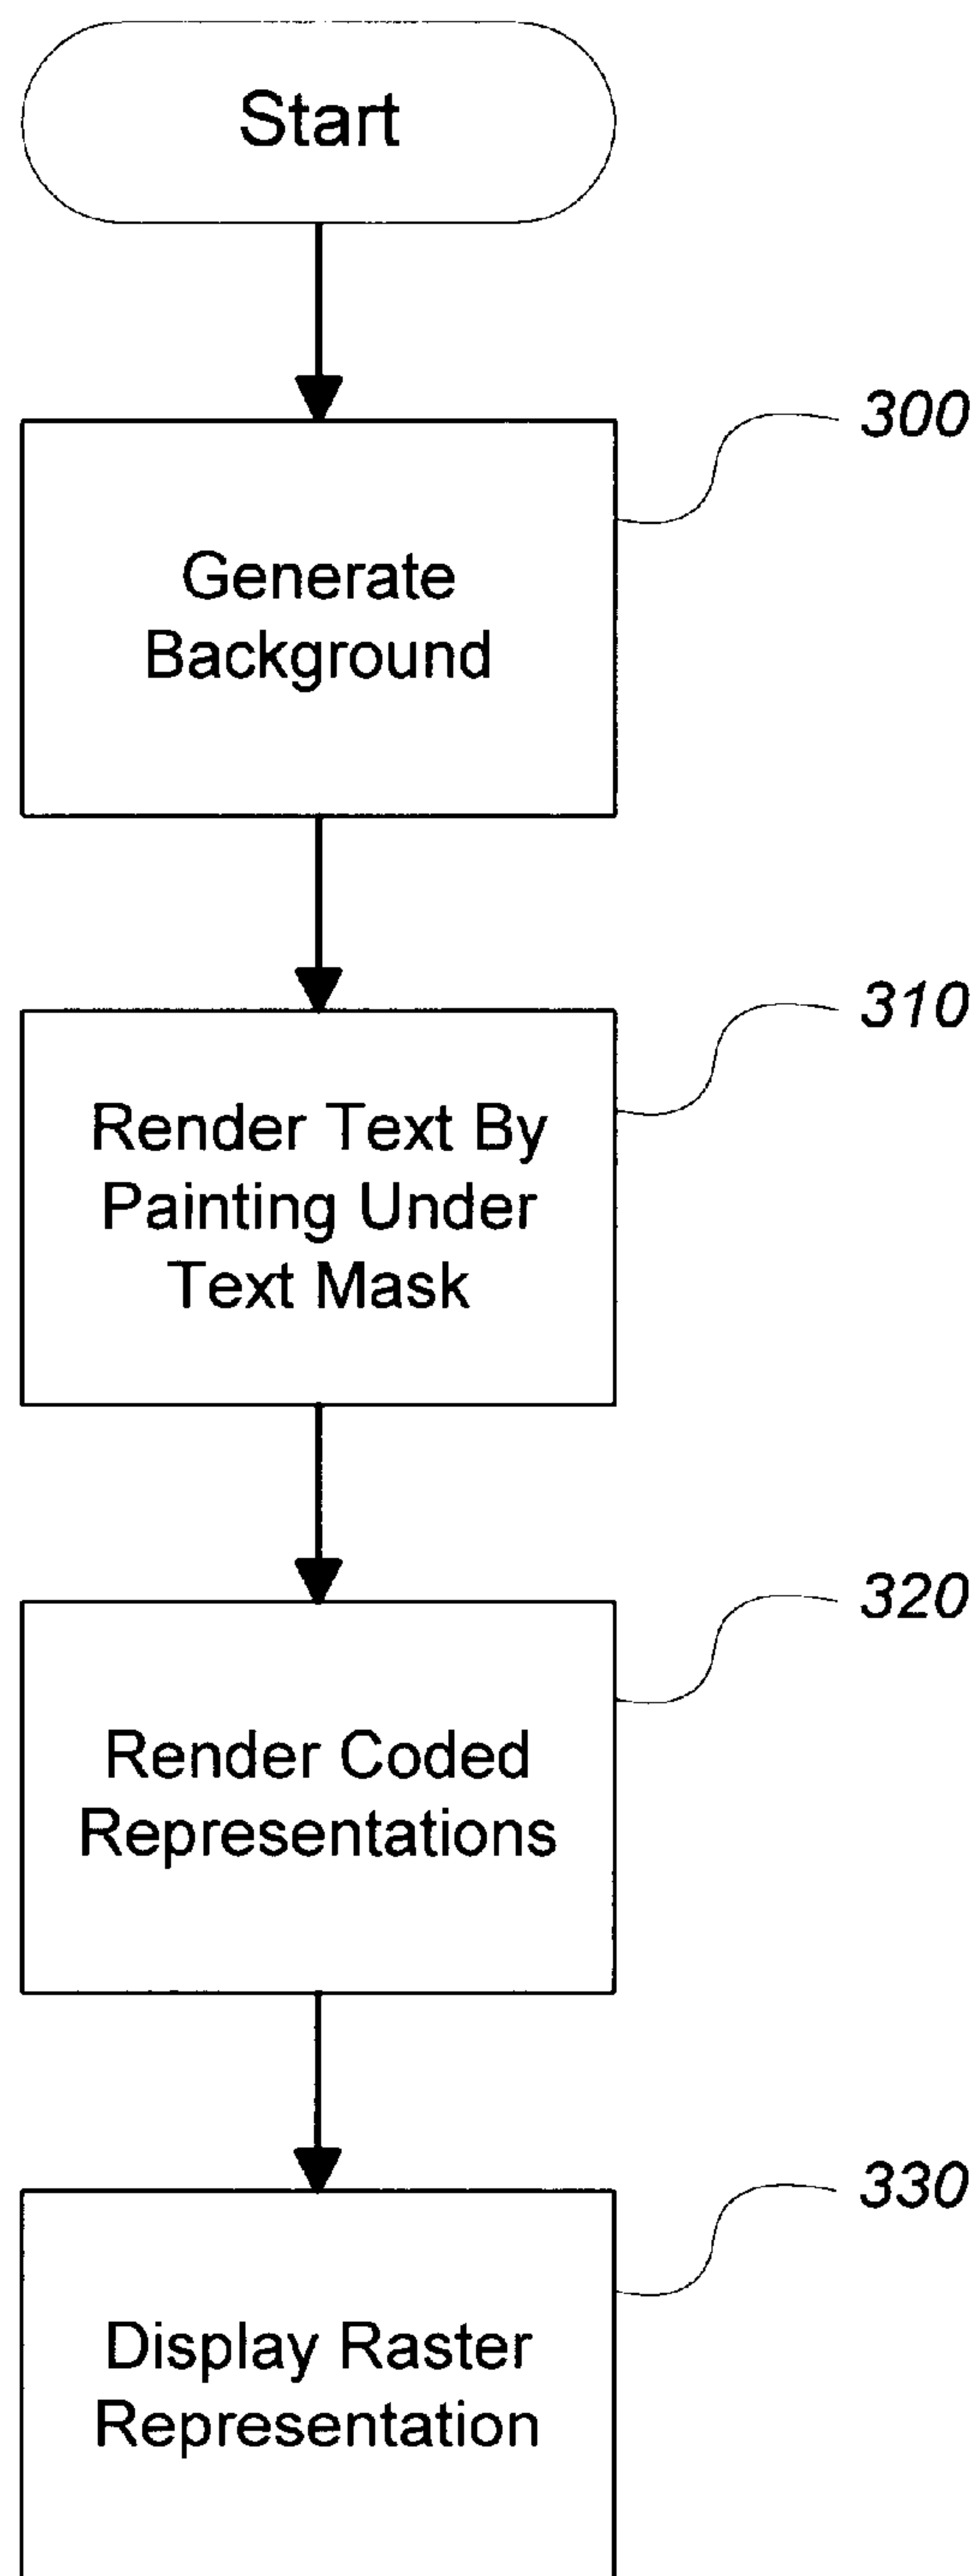 Start
300
Generate
Background
310
Render Text By
Painting Under
Text Mask
320
Render Coded
Representations
330
Display Raster
Representation